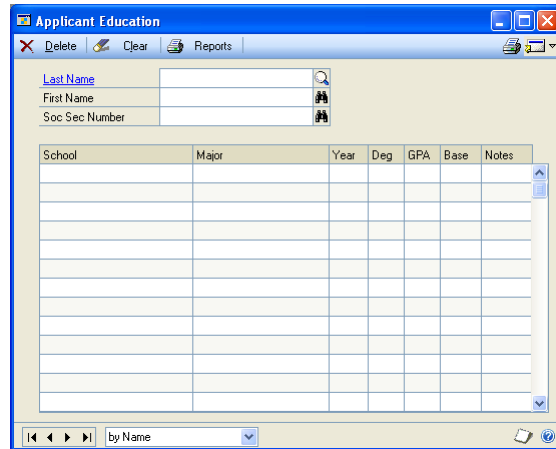 Applicant Education
Delete Clear Reports
Last Name
First Name
Soc Sec Number
School Major Year Deg GPA Base Notes
by Name